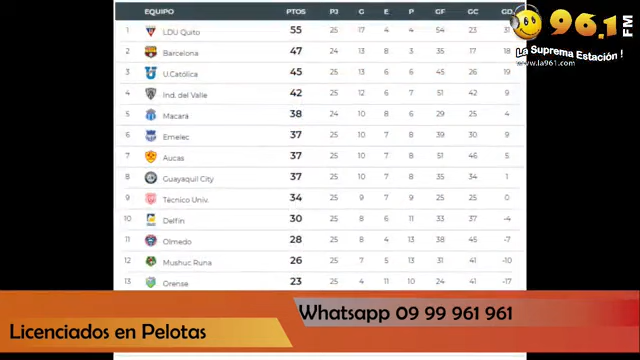 EQUIPO PTOS PJ G E P GF GC GD
1 LDU Quito 55 25 17 4 4 54 23 31
2 Barcelona 47 24 13 8 3 35 17 18
3 U.Católica 45 25 13 6 6 45 26 19
4 Ind. del Valle 42 25 12 6 7 51 42 9
5 Macará 38 24 10 8 6 29 25 4
6 Emelec 37 25 10 7 8 39 30 9
7 Aucas 37 25 10 7 8 51 46 5
8 Guayaquil City 37 25 10 7 8 35 34 1
9 Técnico Univ. 34 25 9 7 9 25 25 0
10 Delfín 30 25 8 6 11 33 37 -4
11 Olmedo 28 25 8 4 13 38 45 -7
12 Mushuc Runa 26 25 7 5 13 31 41 -10
13 Orense 23 25 4 11 10 24 41 -17
96.1 FM
La Suprema Estación !
www.la961.com
Whatsapp 09 99 961 961
Licenciados en Pelotas